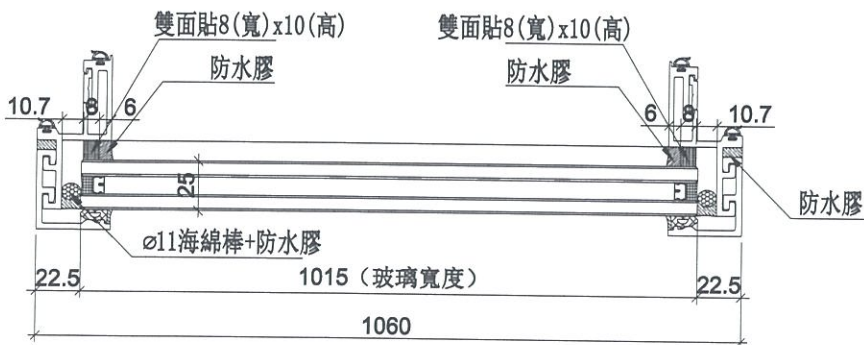 雙面貼8(寬)x10(高)
雙面貼8(寬)x10(高)
防水膠
防水膠
10.7
8
6
6
8
10.7
25
防水膠
⌀11海綿棒+防水膠
22.5
1015（玻璃寬度）
22.5
1060